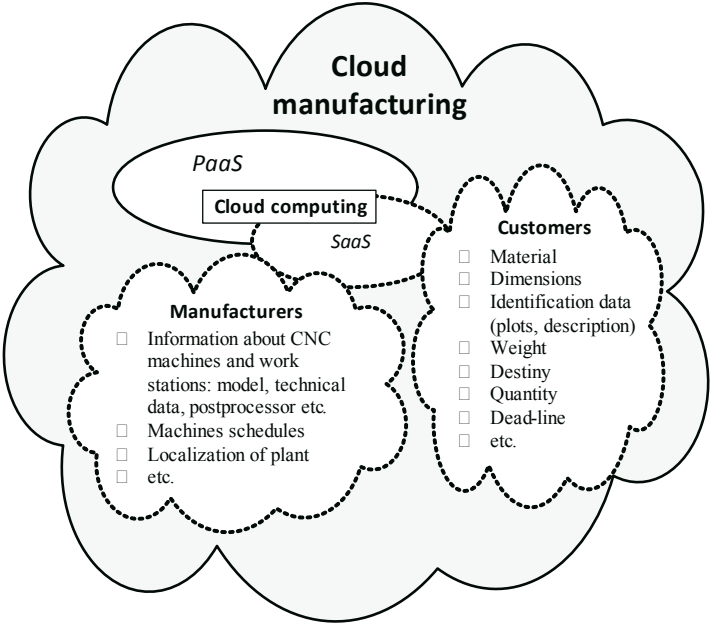 Cloud
manufacturing
PaaS
Cloud computing
SaaS
Customers
□ Material
□ Dimensions
□ Identification data
(plots, description)
□ Weight
□ Destiny
□ Quantity
□ Dead-line
□ etc.
Manufacturers
□ Information about CNC
machines and work
stations: model, technical
data, postprocessor etc.
□ Machines schedules
□ Localization of plant
□ etc.